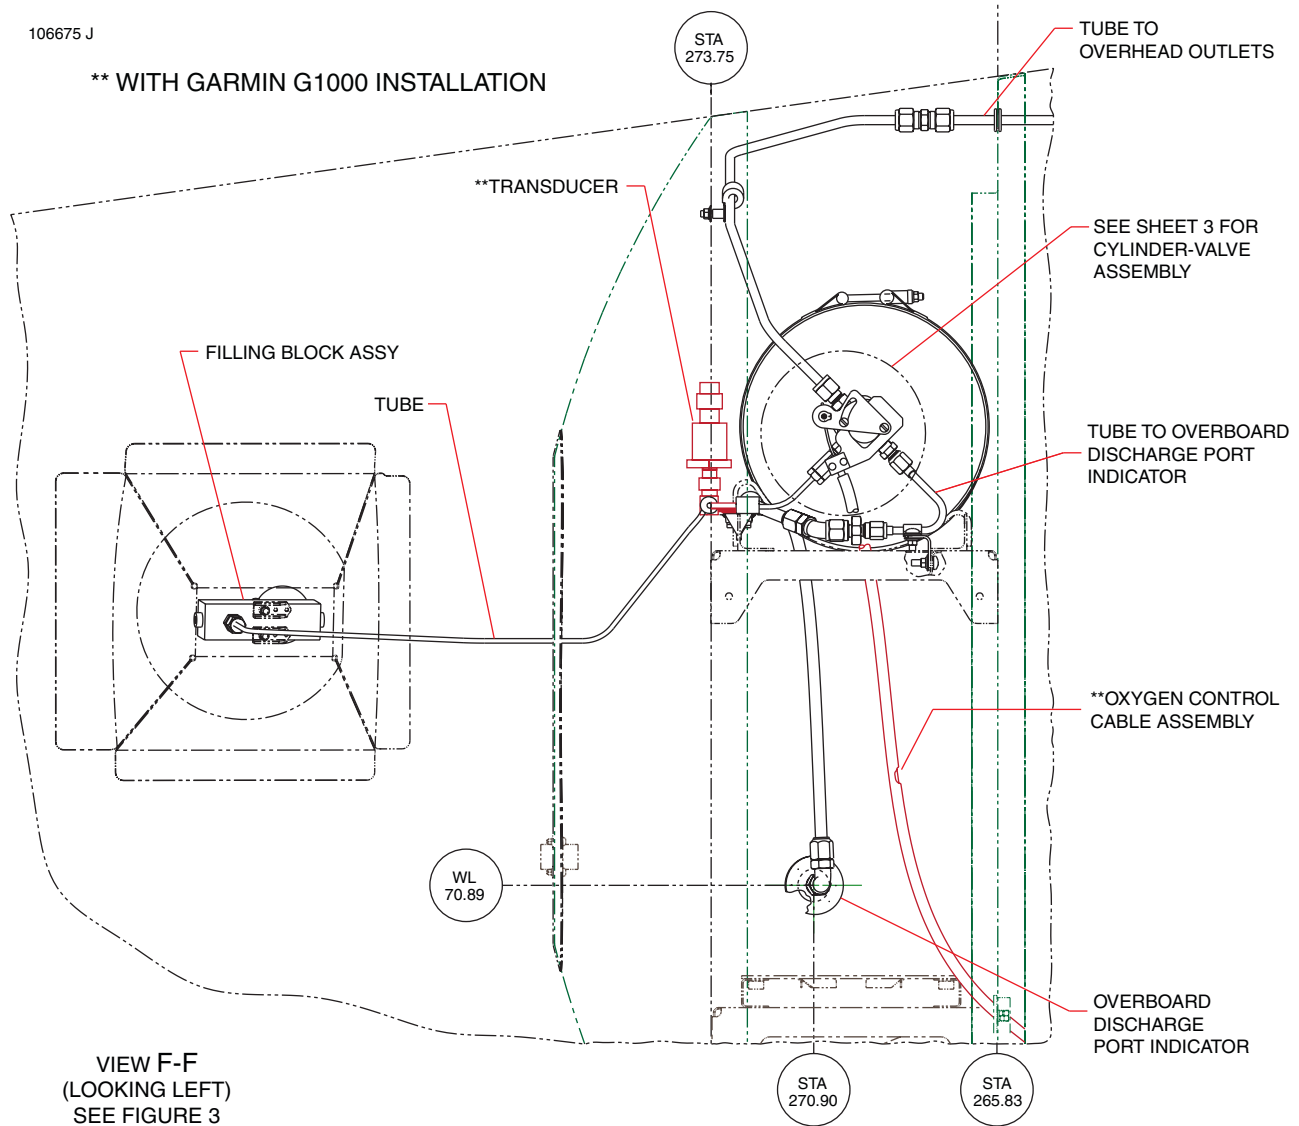 106675 J
** WITH GARMIN G1000 INSTALLATION
STA
273.75
TUBE TO
OVERHEAD OUTLETS
**TRANSDUCER
SEE SHEET 3 FOR
CYLINDER-VALVE
ASSEMBLY
FILLING BLOCK ASSY
TUBE
TUBE TO OVERBOARD
DISCHARGE PORT
INDICATOR
**OXYGEN CONTROL
CABLE ASSEMBLY
WL
70.89
OVERBOARD
DISCHARGE
PORT INDICATOR
VIEW F-F
(LOOKING LEFT)
SEE FIGURE 3
STA
270.90
STA
265.83